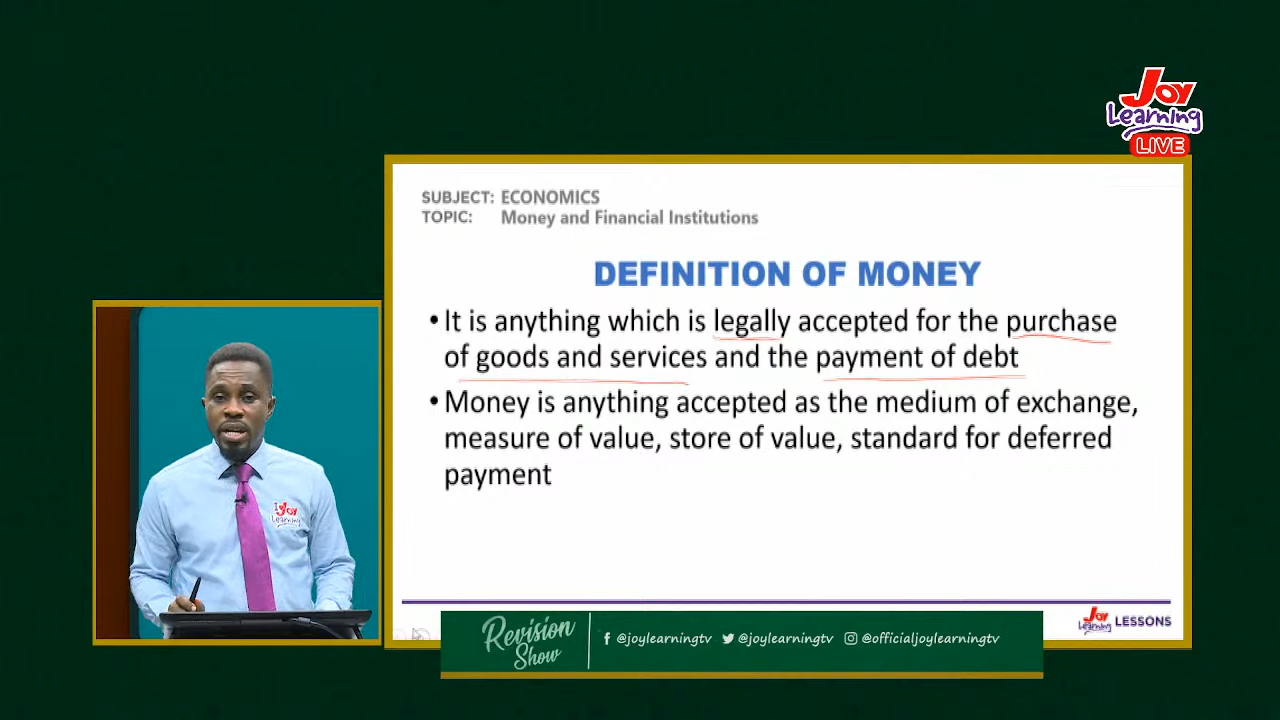 Joy
Learning
LIVE
SUBJECT: ECONOMICS
TOPIC: Money and Financial Institutions
DEFINITION OF MONEY
• It is anything which is legally accepted for the purchase
of goods and services and the payment of debt
• Money is anything accepted as the medium of exchange,
measure of value, store of value, standard for deferred
payment
Joy
Learning
Joy
Learning LESSONS
Revision
Show
@joylearningtv @joylearningtv @officialjoylearningtv